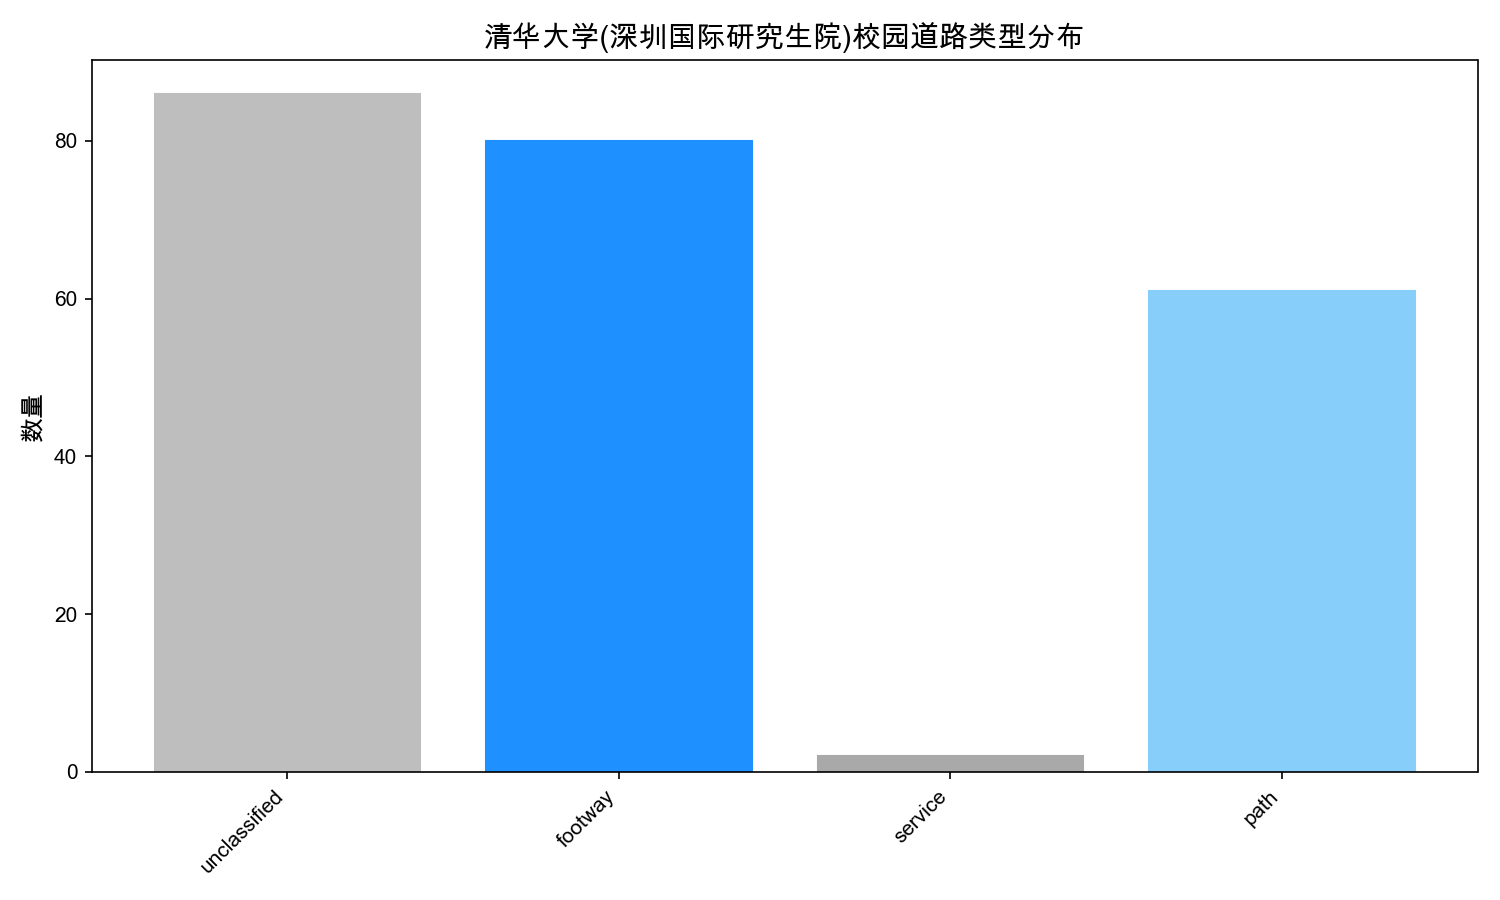 清华大学(深圳国际研究生院)校园道路类型分布
数量
80
60
40
20
0
unclassified
footway
service
path